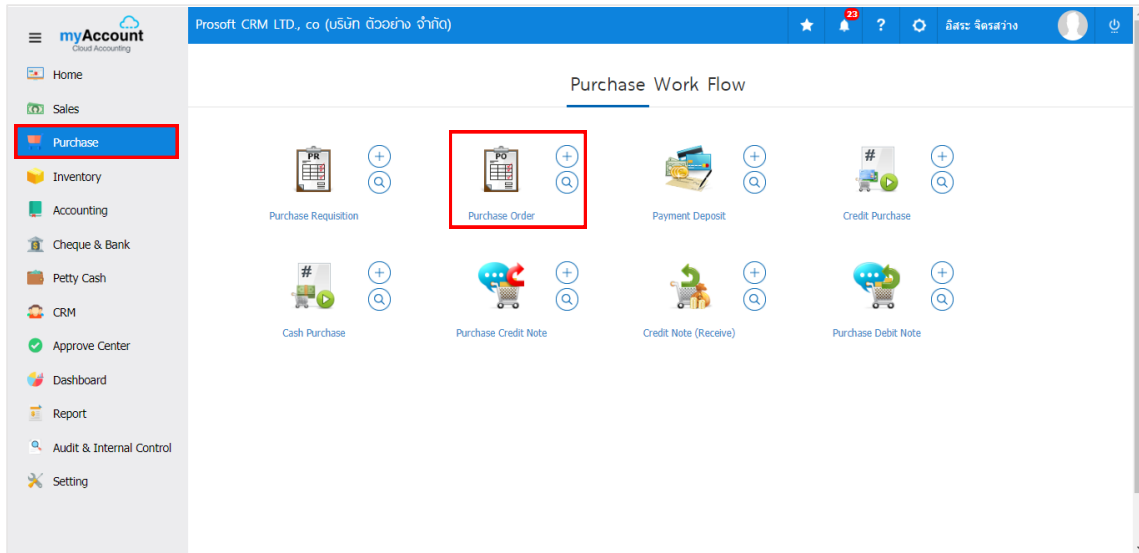 myAccount
Cloud Accounting
Prosoft CRM LTD., co (บริษัท ตัวอย่าง จำกัด)
23
?
อิสระ จิดรสว่าง
Home
Sales
Purchase
Inventory
Accounting
Cheque & Bank
Petty Cash
CRM
Approve Center
Dashboard
Report
Audit & Internal Control
Setting
Purchase Work Flow
PR
PO
#
Purchase Requisition
Purchase Order
Payment Deposit
Credit Purchase
#
Cash Purchase
Purchase Credit Note
Credit Note (Receive)
Purchase Debit Note